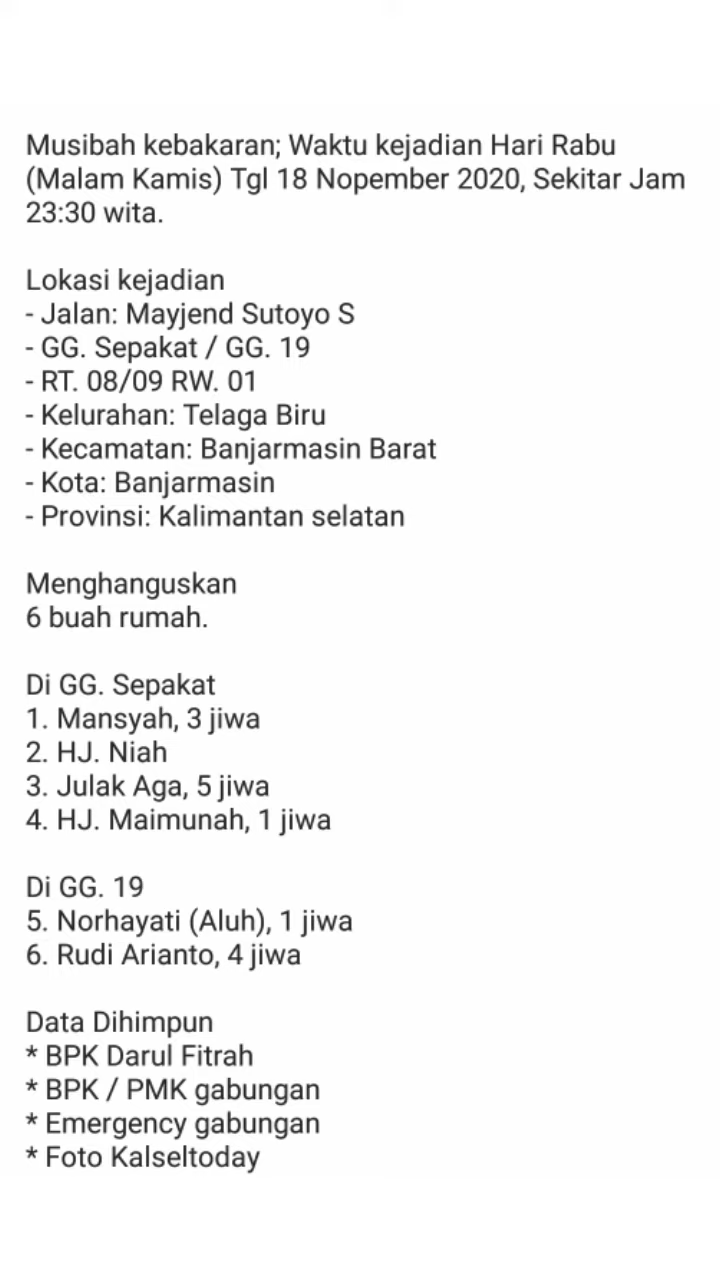 Musibah kebakaran; Waktu kejadian Hari Rabu
(Malam Kamis) Tgl 18 Nopember 2020, Sekitar Jam
23:30 wita.
Lokasi kejadian
- Jalan: Mayjend Sutoyo S
- GG. Sepakat / GG. 19
- RT. 08/09 RW. 01
- Kelurahan: Telaga Biru
- Kecamatan: Banjarmasin Barat
- Kota: Banjarmasin
- Provinsi: Kalimantan selatan
Menghanguskan
6 buah rumah.
Di GG. Sepakat
1. Mansyah, 3 jiwa
2. HJ. Niah
3. Julak Aga, 5 jiwa
4. HJ. Maimunah, 1 jiwa
Di GG. 19
5. Norhayati (Aluh), 1 jiwa
6. Rudi Arianto, 4 jiwa
Data Dihimpun
* BPK Darul Fitrah
* BPK / PMK gabungan
* Emergency gabungan
* Foto Kalseltoday